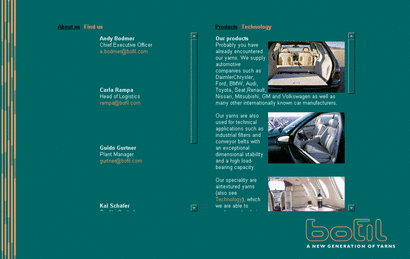 About us Find us
Andy Bodmer
Chief Executive Officer
a.bodmer@botil.com
Carla Rampa
Head of Logistics
rampa@botil.com
Guido Gurtner
Plant Manager
gurtner@botil.com
Kai Schäfer
Products Technology
Our products
Probably you have
already encountered
our yarns. We supply
automotive
companies such as
DaimlerChrysler,
Ford, BMW, Audi,
Toyota, Seat,Renault,
Nissan, Mitsubishi, GM and Volkswagen as well as
many other internationally known car manufacturers.
Our yarns are also
used for technical
applications such as
industrial filters and
conveyor belts with
an exceptional
dimensional stability
and a high load-
bearing capacity.
Our speciality are
airtextured yarns
(also see
Technology), which
we are able to
botil
A NEW GENERATION OF YARNS